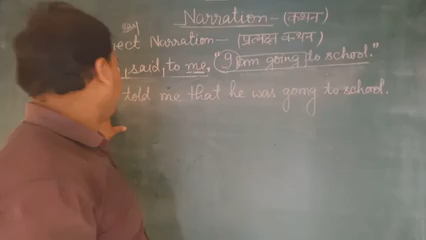 Narration - (कथन)
ect Narration - (प्रत्यक्ष कथन)
, said, to me, "I am going to school."
told me that he was gong to school.